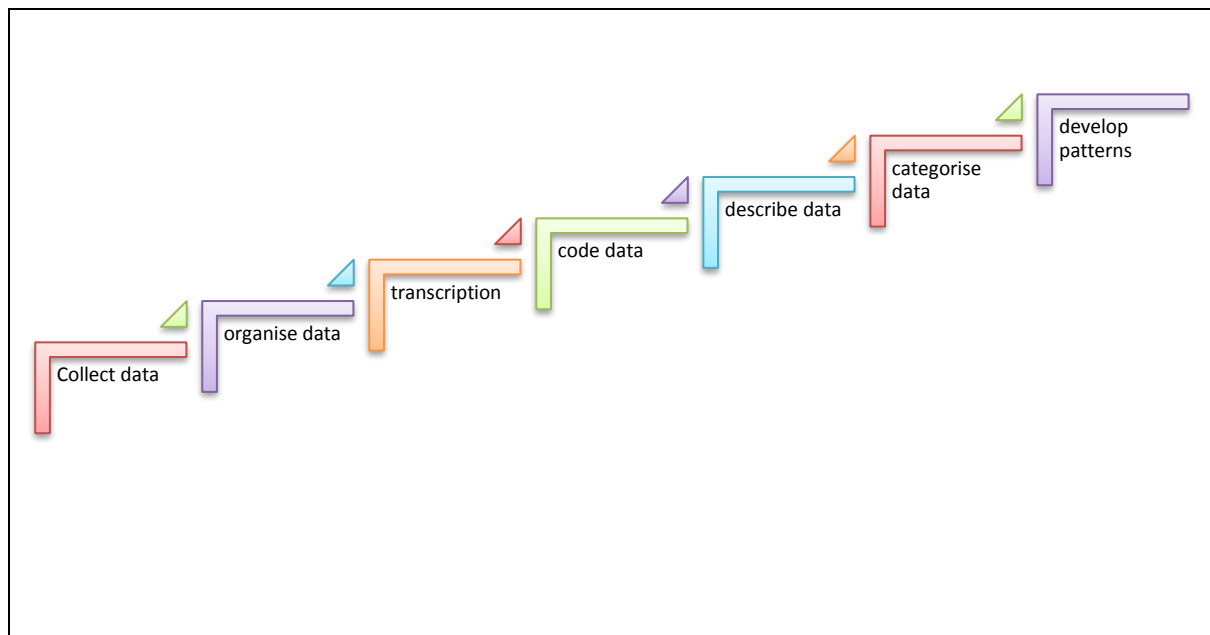 Collect data
organise data
transcription
code data
describe data
categorise
data
develop
patterns